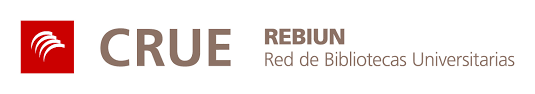 CRUE
REBIUN
Red de Bibliotecas Universitarias